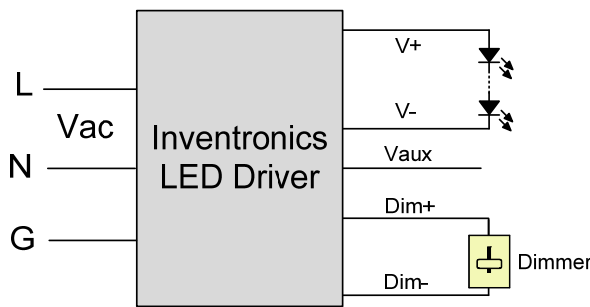 L
Vac
N
G
Inventronics
LED Driver
V+
V-
Vaux
Dim+
Dim-
Dimmer